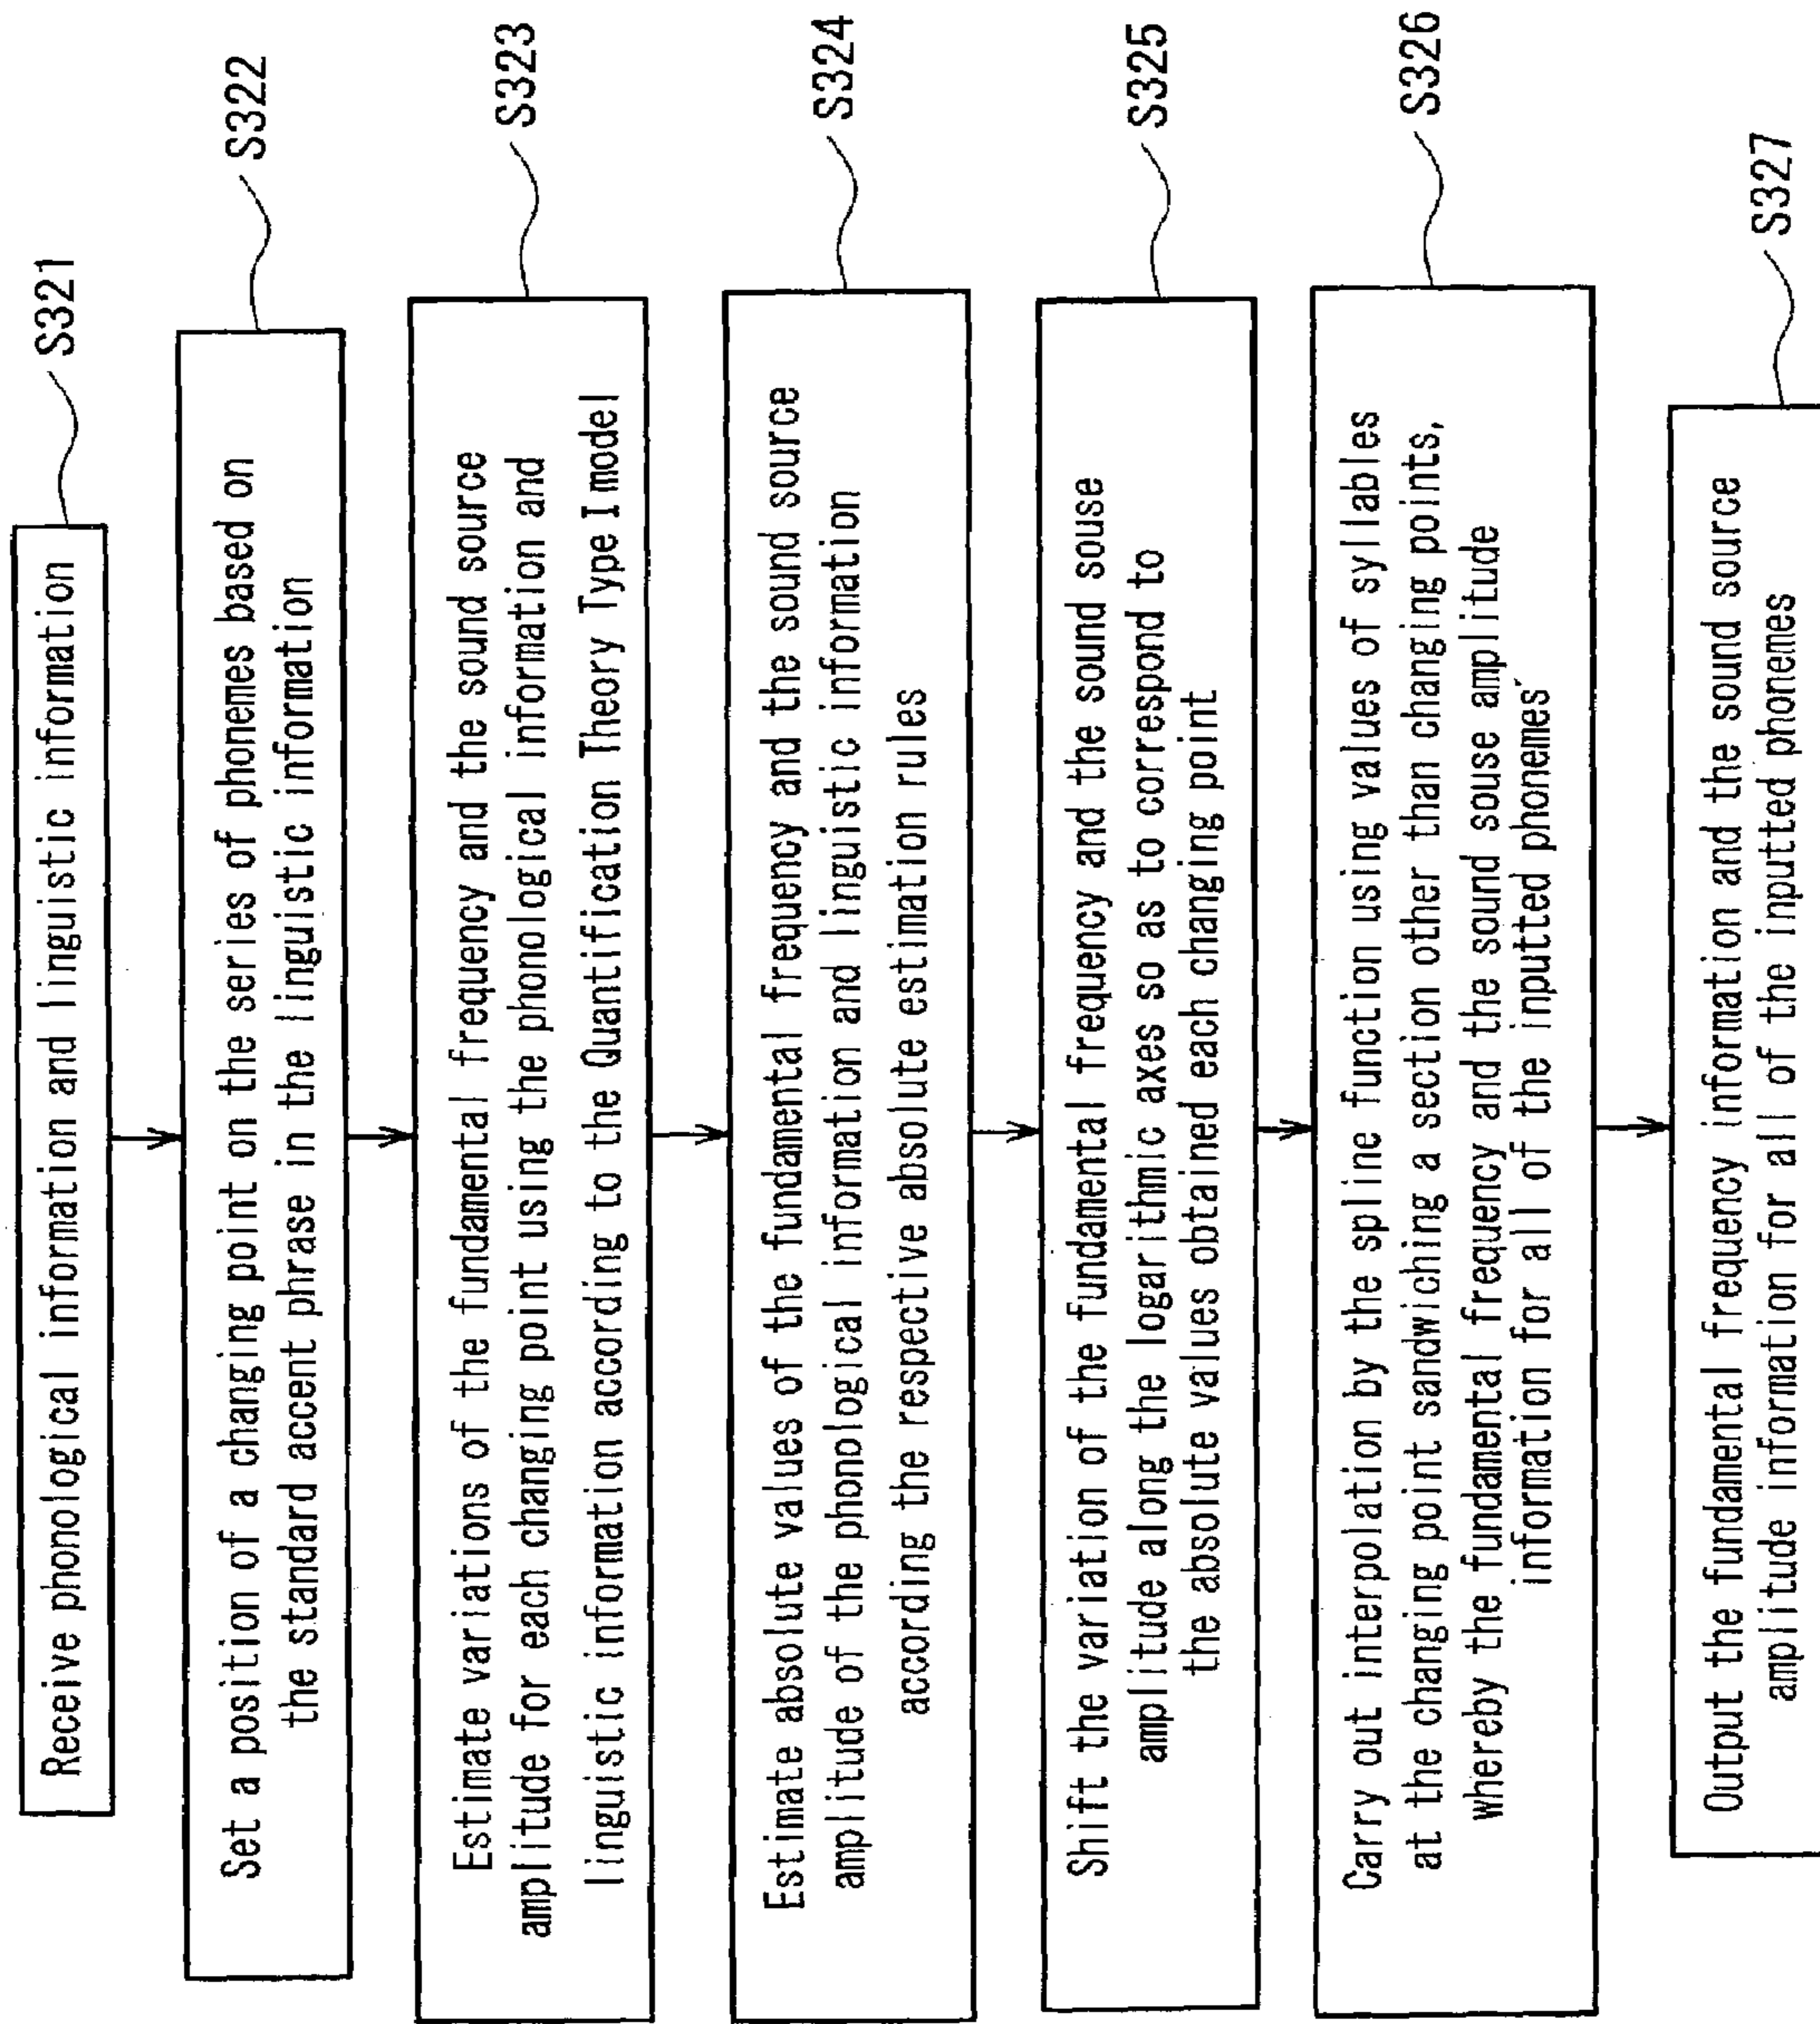 Receive phonological information and linguistic information
S321
Set a position of a changing point on the series of phonemes based on
the standard accent phrase in the linguistic information
S322
Estimate variations of the fundamental frequency and the sound source
amplitude for each changing point using the phonological information and
linguistic information according to the Quantification Theory Type I model
S323
Estimate absolute values of the fundamental frequency and the sound source
amplitude of the phonological information and linguistic information
according the respective absolute estimation rules
S324
Shift the variation of the fundamental frequency and the sound souse
amplitude along the logarithmic axes so as to correspond to
the absolute values obtained each changing point
S325
Carry out interpolation by the spline function using values of syllables
at the changing point sandwiching a section other than changing points,
whereby the fundamental frequency and the sound souse amplitude
information for all of the inputted phonemes
S326
Output the fundamental frequency information and the sound source
amplitude information for all of the inputted phonemes
S327